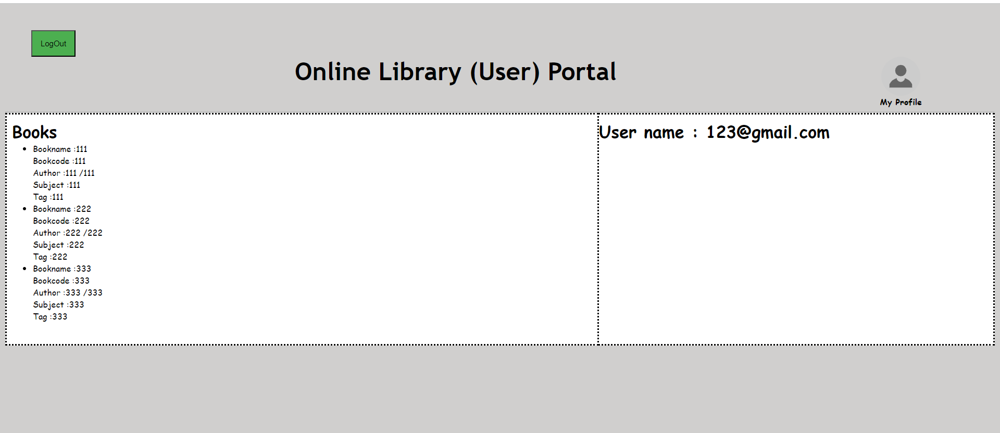 LogOut
Online Library (User) Portal
My Profile
Books
Bookname :111
Bookcode :111
Author :111 /111
Subject :111
Tag :111
Bookname :222
Bookcode :222
Author :222 /222
Subject :222
Tag :222
Bookname :333
Bookcode :333
Author :333 /333
Subject :333
Tag :333
User name : 123@gmail.com